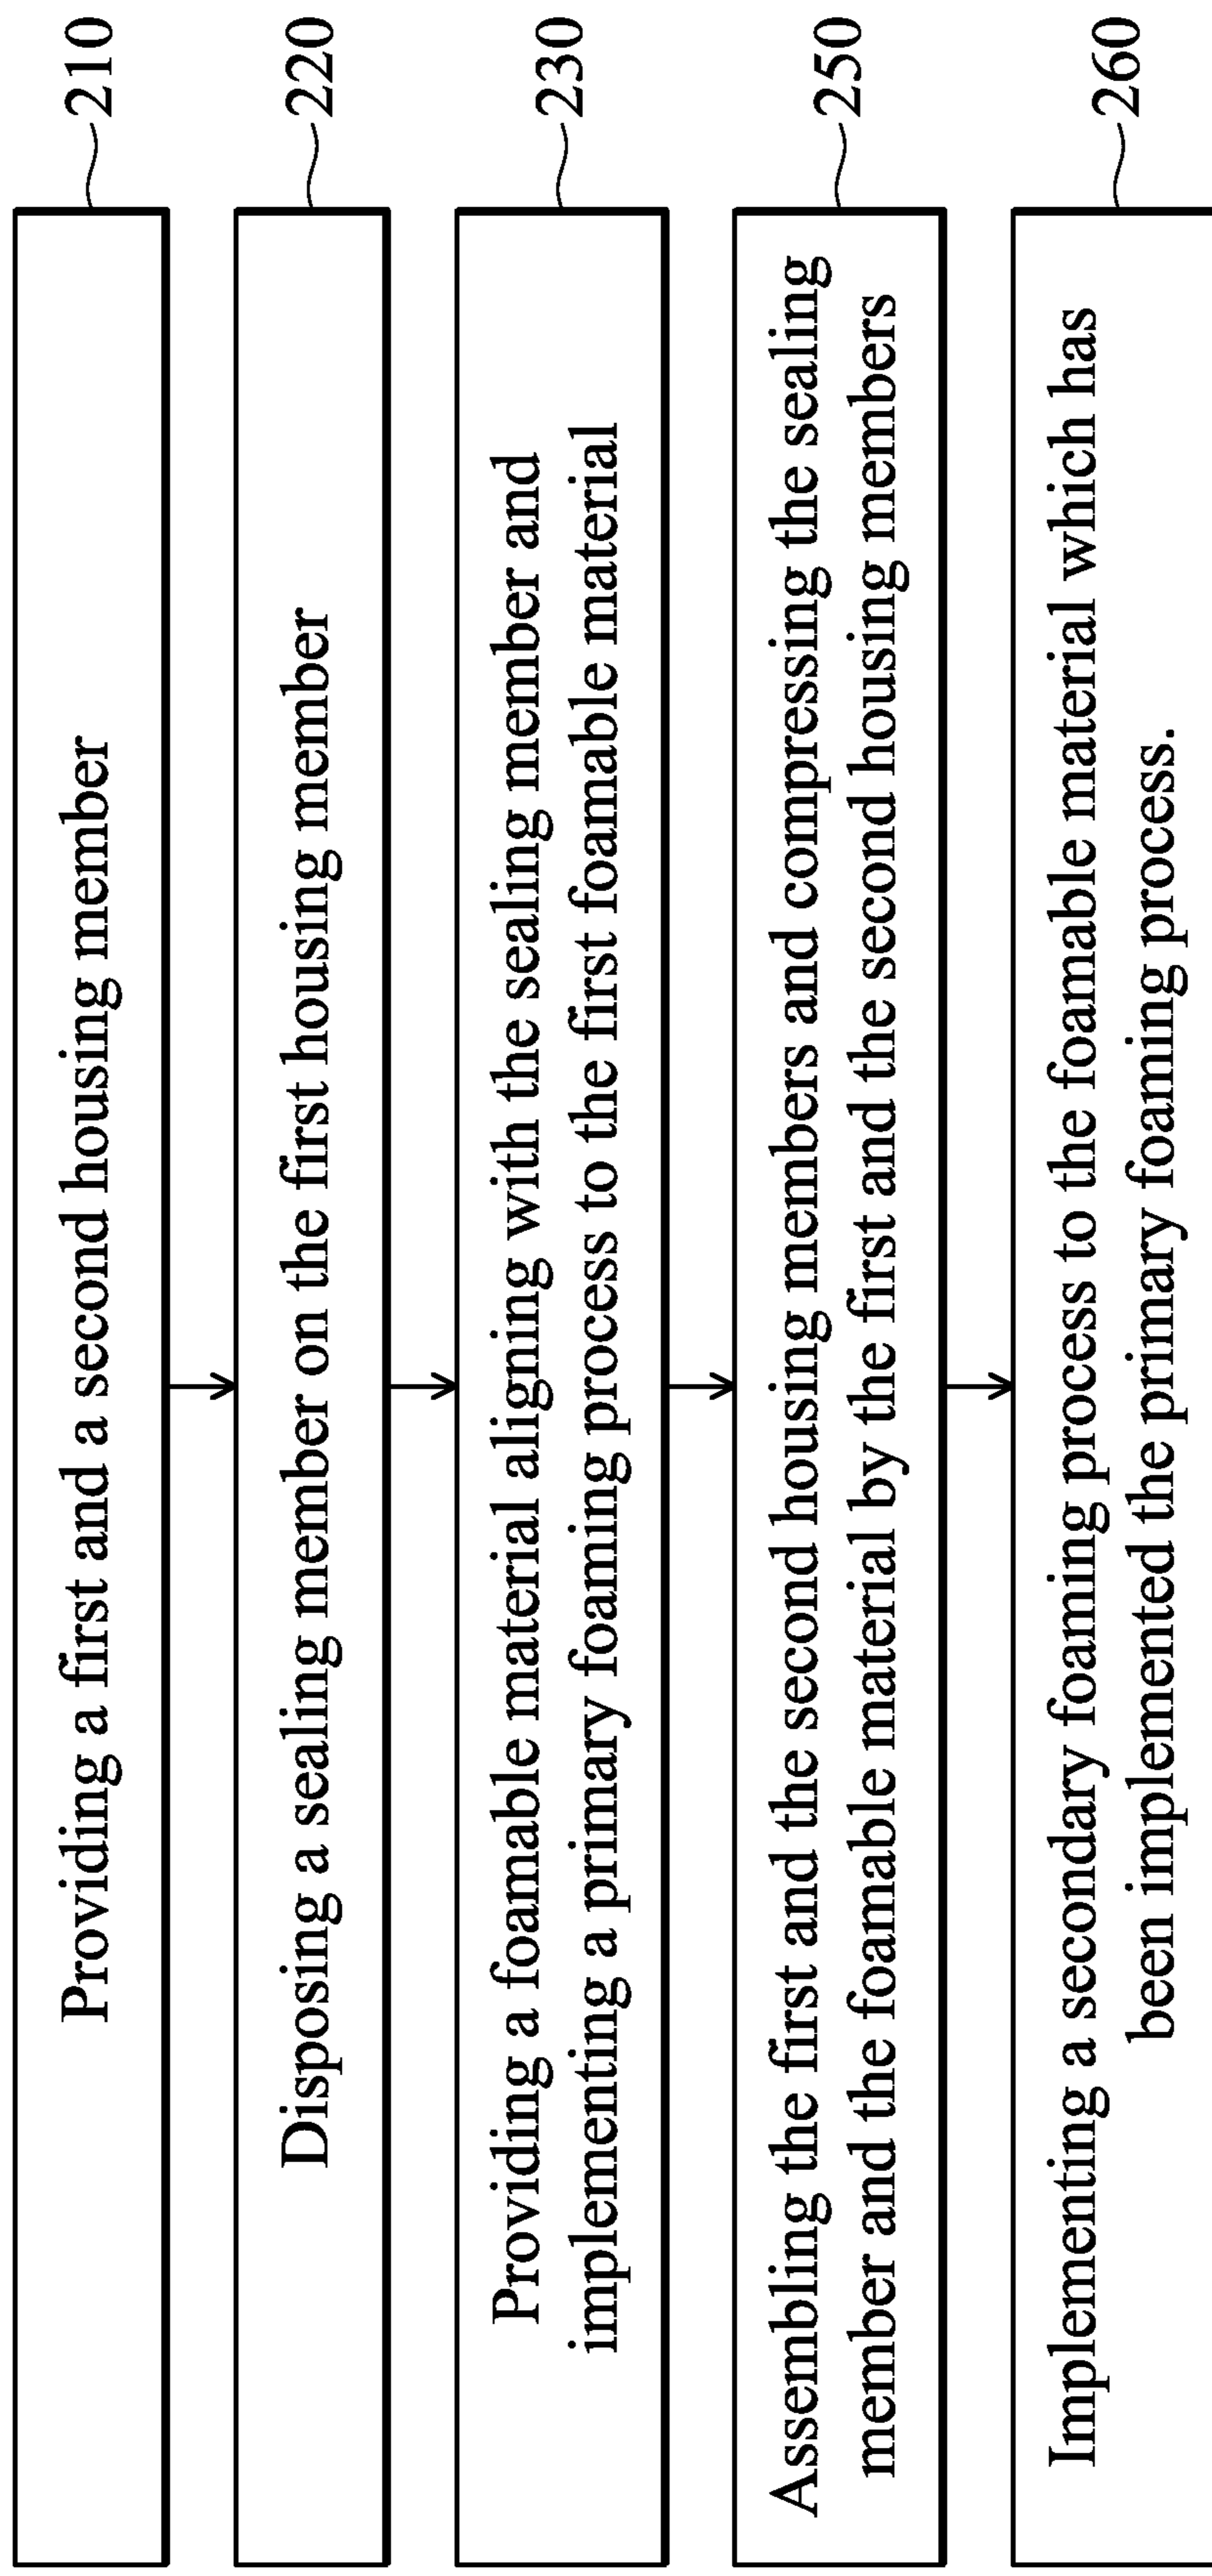 Providing a first and a second housing member
210
Disposing a sealing member on the first housing member
220
Providing a foamable material aligning with the sealing member and
implementing a primary foaming process to the first foamable material
230
Assembling the first and the second housing members and compressing the sealing
member and the foamable material by the first and the second housing members
250
Implementing a secondary foaming process to the foamable material which has
been implemented the primary foaming process.
260